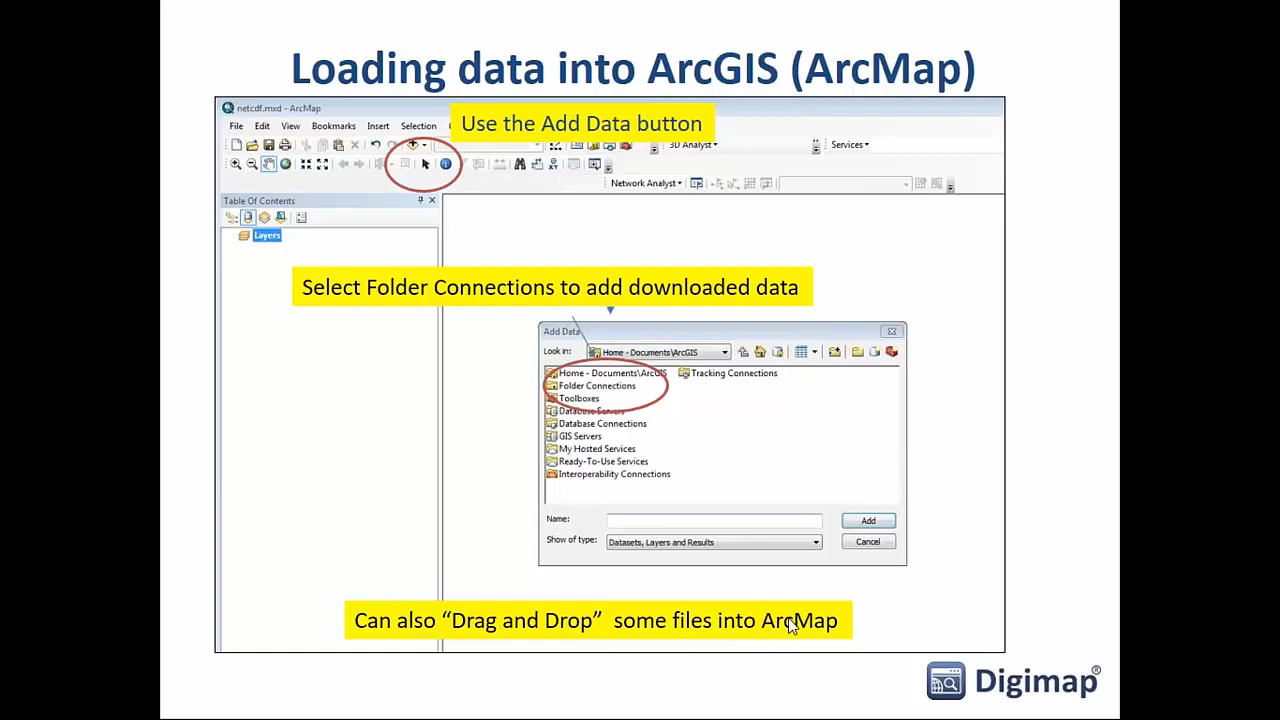 Loading data into ArcGIS (ArcMap)
netcdf.mxd - ArcMap
Use the Add Data button
File Edit View Bookmarks Insert Selection
3D Analyst
Services
Network Analyst
Table Of Contents
Layers
Select Folder Connections to add downloaded data
Add Data
Look in: Home - Documents\ArcGIS
Home - Documents\ArcGIS Tracking Connections
Folder Connections
Toolboxes
Database Servers
Database Connections
GIS Servers
My Hosted Services
Ready-To-Use Services
Interoperability Connections
Name: Add
Show of type: Datasets, Layers and Results Cancel
Can also “Drag and Drop” some files into ArcMap
Digimap®